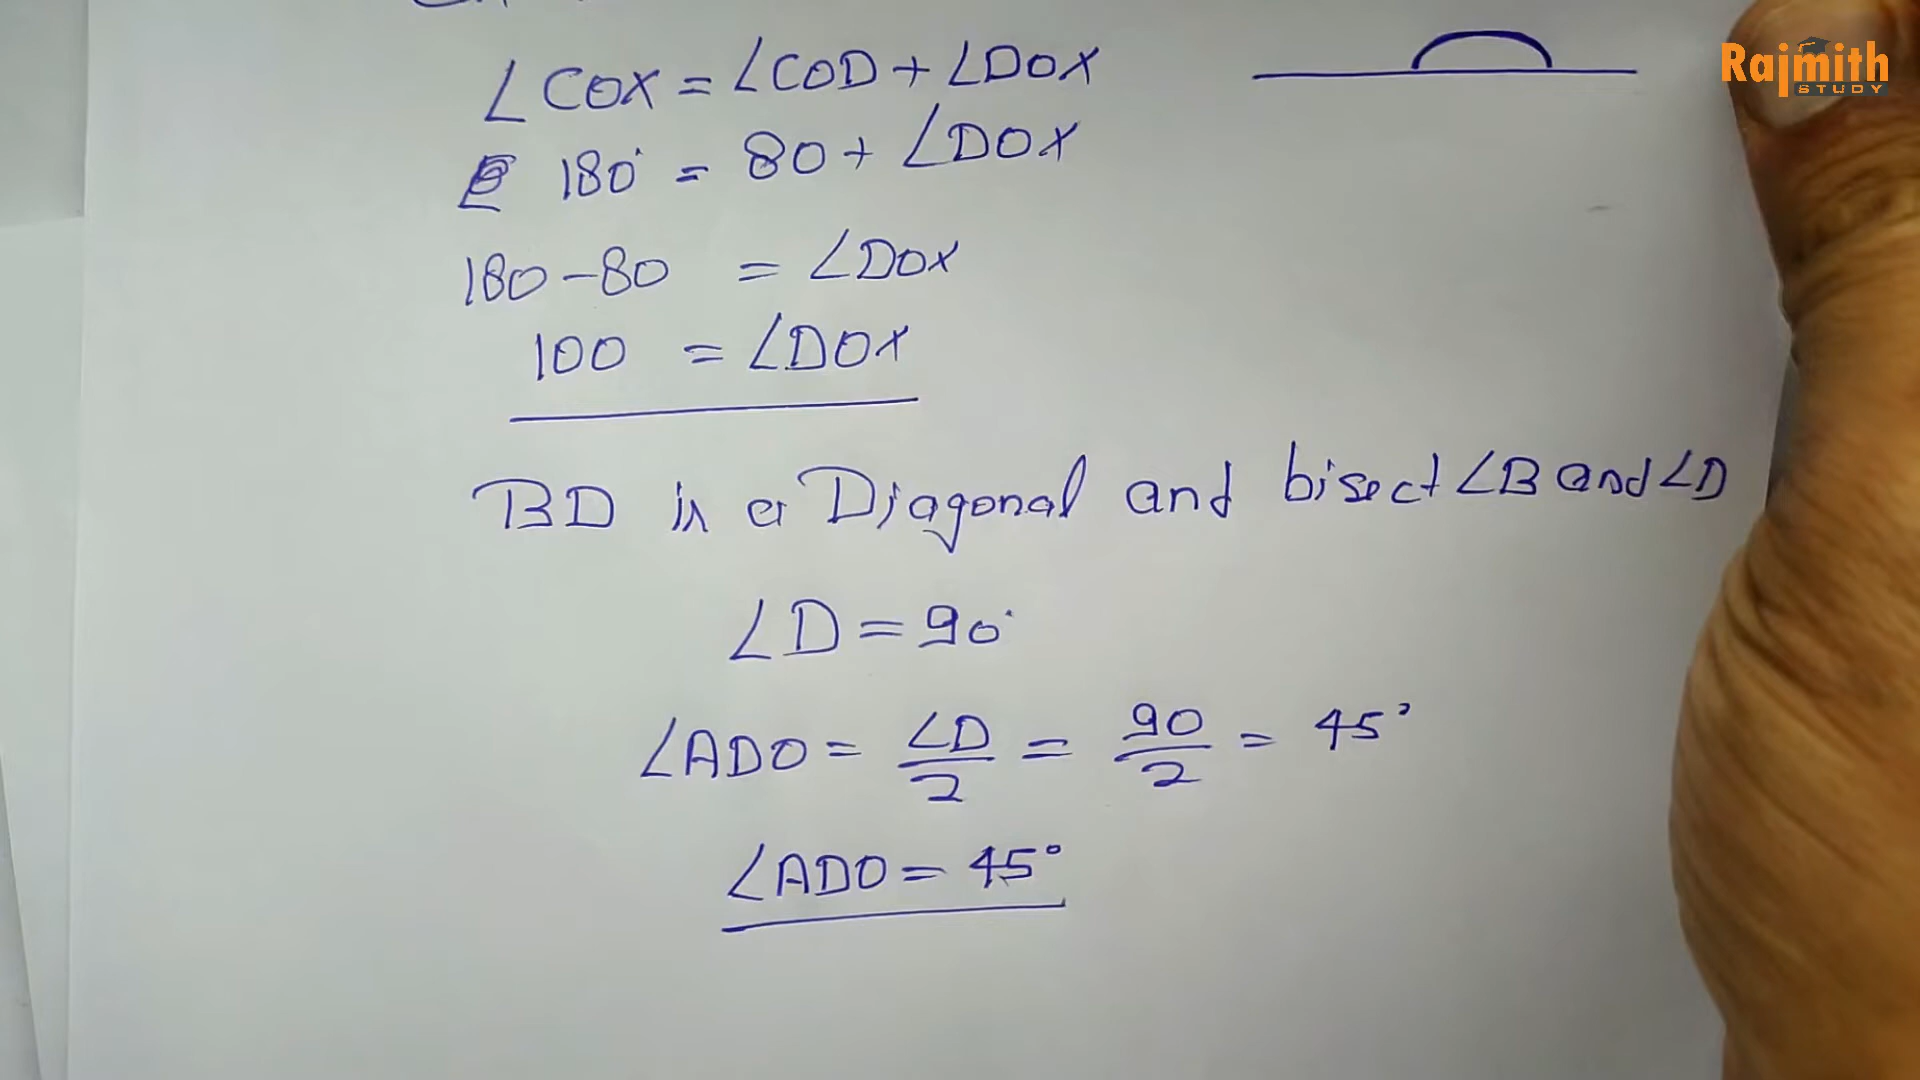 ∠COX = ∠COD + ∠DOX
180° = 80 + ∠DOX
180 - 80 = ∠DOX
100 = ∠DOX
BD is a Diagonal and bisect ∠B and ∠D
∠D = 90°
∠ADO = ∠D/2 = 90/2 = 45°
∠ADO = 45°
Rajmith
STUDY